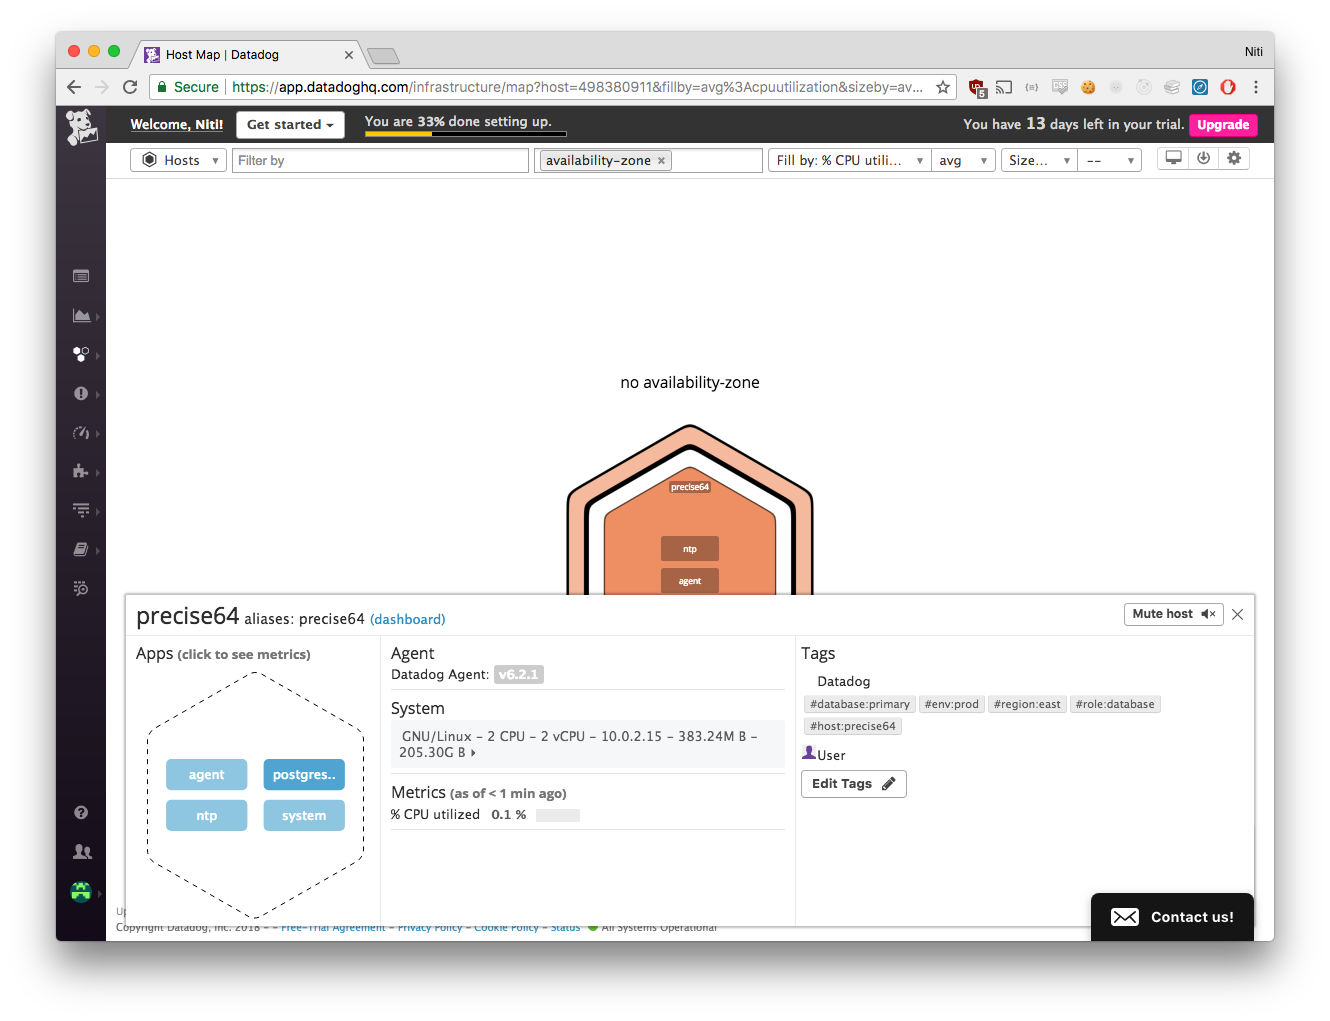 Host Map | Datadog
Niti
Secure https://app.datadoghq.com/infrastructure/map?host=498380911&fillby=avg%3Acpuutilization&sizeby=av...
5
Welcome, Niti! Get started You are 33% done setting up. You have 13 days left in your trial. Upgrade
Hosts Filter by availability-zone × Fill by: % CPU utili... avg Size... --
no availability-zone
precise64
ntp
agent
precise64 aliases: precise64 (dashboard) Mute host
Apps (click to see metrics)
agent postgres..
ntp system
Agent
Datadog Agent: v6.2.1
System
GNU/Linux – 2 CPU – 2 vCPU – 10.0.2.15 – 383.24M B –
205.30G B
Metrics (as of < 1 min ago)
% CPU utilized 0.1 %
Tags
Datadog
#database:primary #env:prod #region:east #role:database
#host:precise64
User
Edit Tags
Contact us!
Copyright Datadog, Inc. 2018 – – Free-Trial Agreement – Privacy Policy – Cookie Policy – Status All Systems Operational